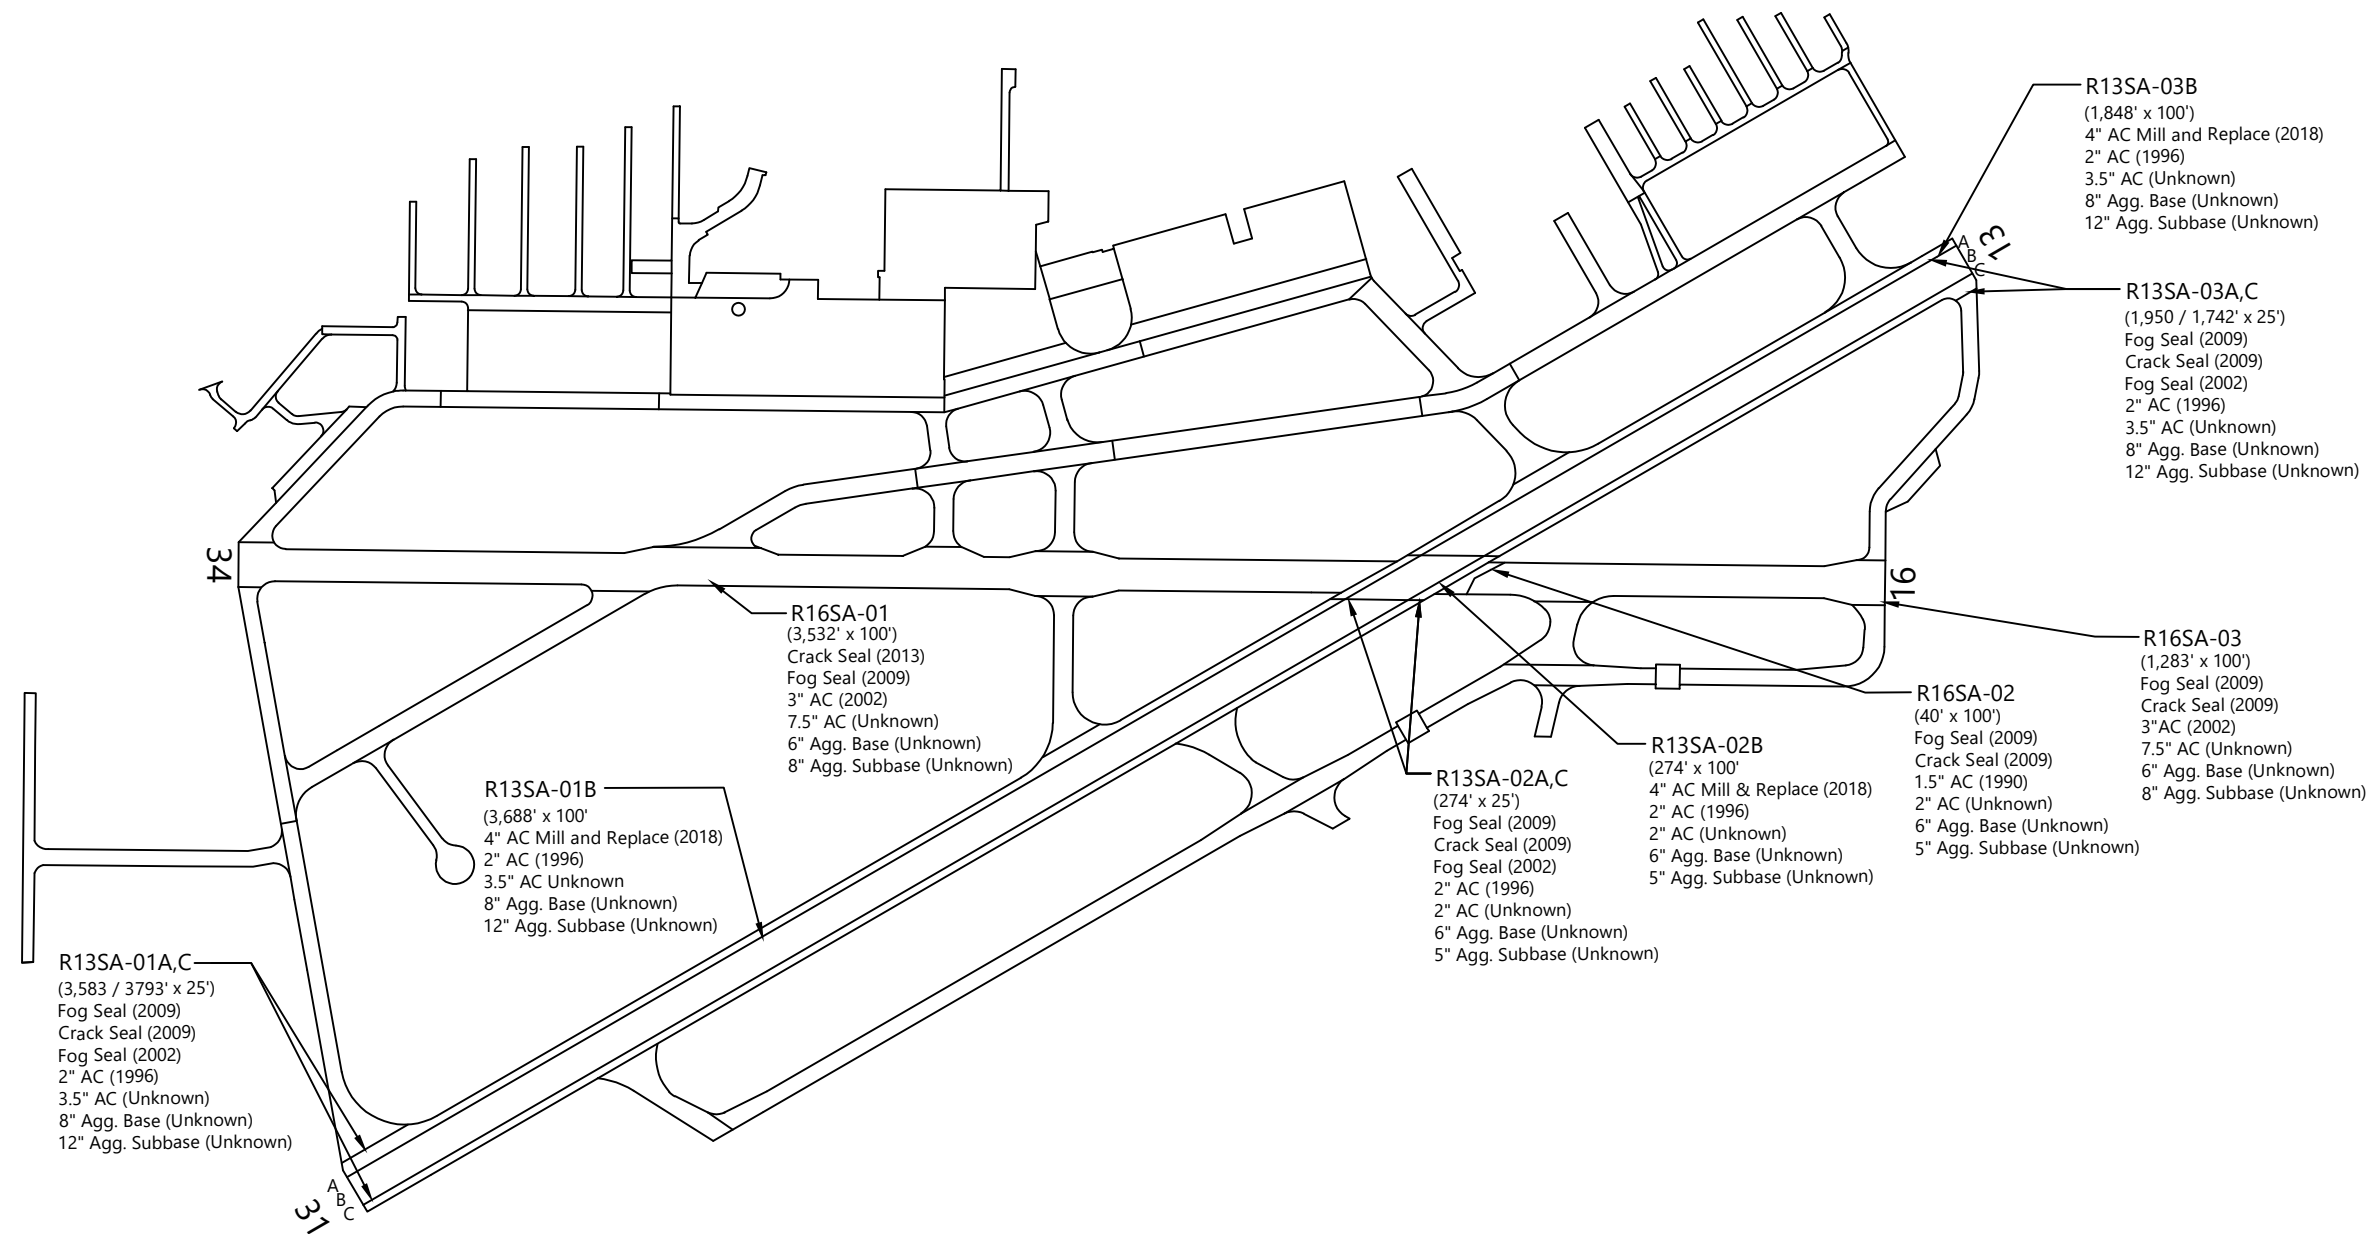 R13SA-03B
(1,848' x 100')
4" AC Mill and Replace (2018)
2" AC (1996)
3.5" AC (Unknown)
8" Agg. Base (Unknown)
12" Agg. Subbase (Unknown)
13
A
B
C
R13SA-03A,C
(1,950 / 1,742' x 25')
Fog Seal (2009)
Crack Seal (2009)
Fog Seal (2002)
2" AC (1996)
3.5" AC (Unknown)
8" Agg. Base (Unknown)
12" Agg. Subbase (Unknown)
34
16
R16SA-01
(3,532' x 100')
Crack Seal (2013)
Fog Seal (2009)
3" AC (2002)
7.5" AC (Unknown)
6" Agg. Base (Unknown)
8" Agg. Subbase (Unknown)
R16SA-03
(1,283' x 100')
Fog Seal (2009)
Crack Seal (2009)
3"AC (2002)
7.5" AC (Unknown)
6" Agg. Base (Unknown)
8" Agg. Subbase (Unknown)
R16SA-02
(40' x 100')
Fog Seal (2009)
Crack Seal (2009)
1.5" AC (1990)
2" AC (Unknown)
6" Agg. Base (Unknown)
5" Agg. Subbase (Unknown)
R13SA-02B
(274' x 100'
4" AC Mill & Replace (2018)
2" AC (1996)
2" AC (Unknown)
6" Agg. Base (Unknown)
5" Agg. Subbase (Unknown)
R13SA-02A,C
(274' x 25')
Fog Seal (2009)
Crack Seal (2009)
Fog Seal (2002)
2" AC (1996)
2" AC (Unknown)
6" Agg. Base (Unknown)
5" Agg. Subbase (Unknown)
R13SA-01B
(3,688' x 100'
4" AC Mill and Replace (2018)
2" AC (1996)
3.5" AC Unknown
8" Agg. Base (Unknown)
12" Agg. Subbase (Unknown)
R13SA-01A,C
(3,583 / 3793' x 25')
Fog Seal (2009)
Crack Seal (2009)
Fog Seal (2002)
2" AC (1996)
3.5" AC (Unknown)
8" Agg. Base (Unknown)
12" Agg. Subbase (Unknown)
A
B
C
31